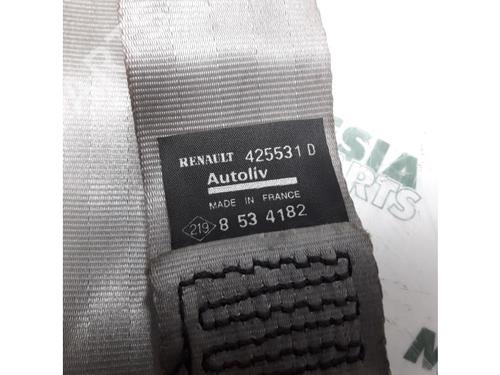 RENAULT 425531 D
Autoliv
MADE IN FRANCE
219 8 53 4182